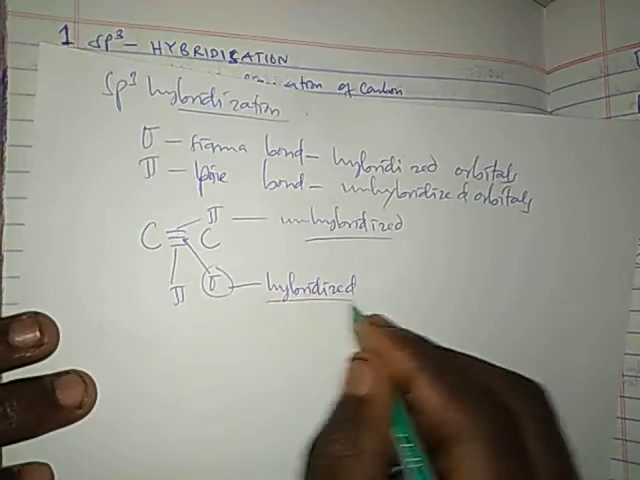 1 sp³ – HYBRIDISATION
of Carbon
Sp³ hybridization
σ – sigma bond – hybridized orbitals
π – pie bond – unhybridized orbitals
π — unhybridized
C ≡ C
π σ — hybridized